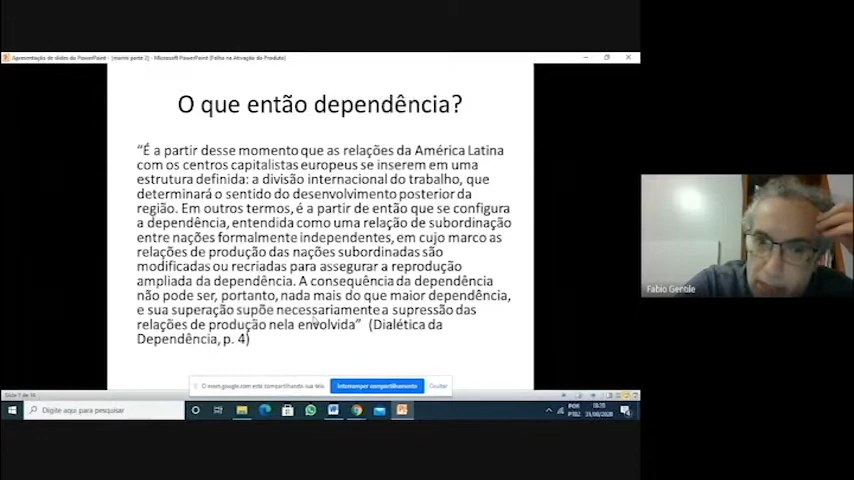 Apresentação de slides do PowerPoint - [marini parte 2] - Microsoft PowerPoint (Falha na Ativação do Produto)
O que então dependência?
“É a partir desse momento que as relações da América Latina
com os centros capitalistas europeus se inserem em uma
estrutura definida: a divisão internacional do trabalho, que
determinará o sentido do desenvolvimento posterior da
região. Em outros termos, é a partir de então que se configura
a dependência, entendida como uma relação de subordinação
entre nações formalmente independentes, em cujo marco as
relações de produção das nações subordinadas são
modificadas ou recriadas para assegurar a reprodução
ampliada da dependência. A consequência da dependência
não pode ser, portanto, nada mais do que maior dependência,
e sua superação supõe necessariamente a supressão das
relações de produção nela envolvida” (Dialética da
Dependência, p. 4)
Fabio Gentile
O meet.google.com está compartilhando sua tela.
Interromper compartilhamento
Ocultar
Digite aqui para pesquisar
POR
PTB2
31/08/2020